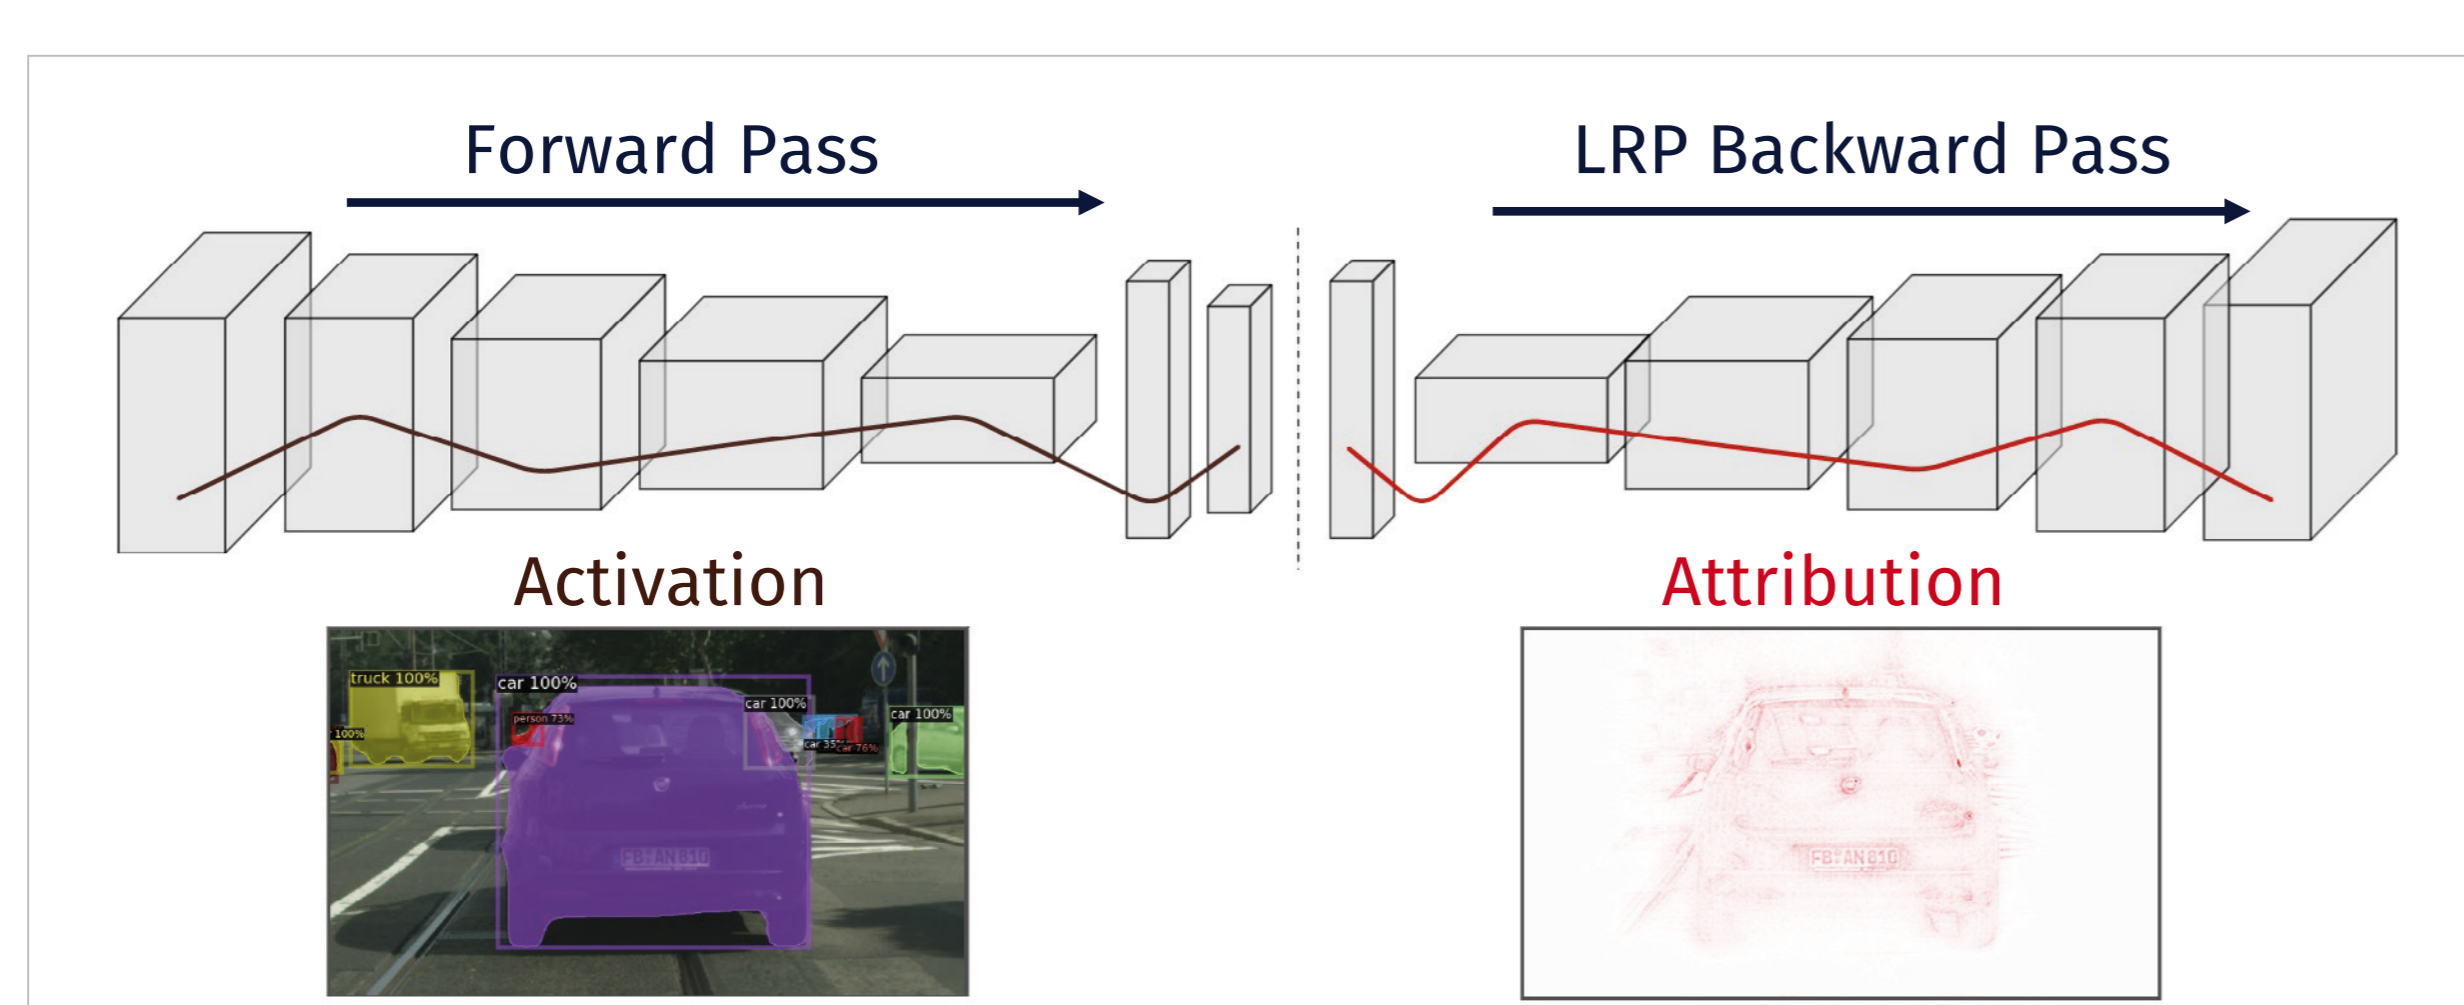 Forward Pass
LRP Backward Pass
Activation
Attribution
truck 100%
car 100%
person 73%
car 100%
car 100%
100%
car 35%
car 76%
FB AN 810
FB AN 810